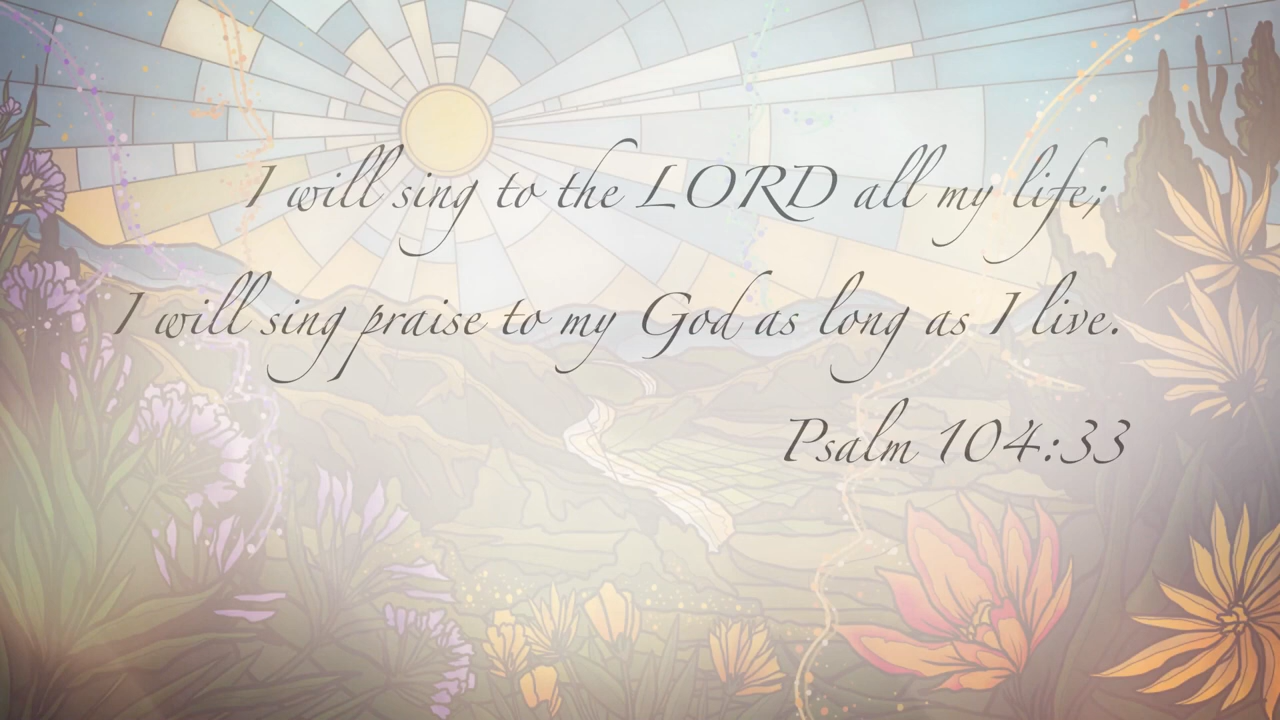 I will sing to the LORD all my life;
I will sing praise to my God as long as I live.
Psalm 104:33